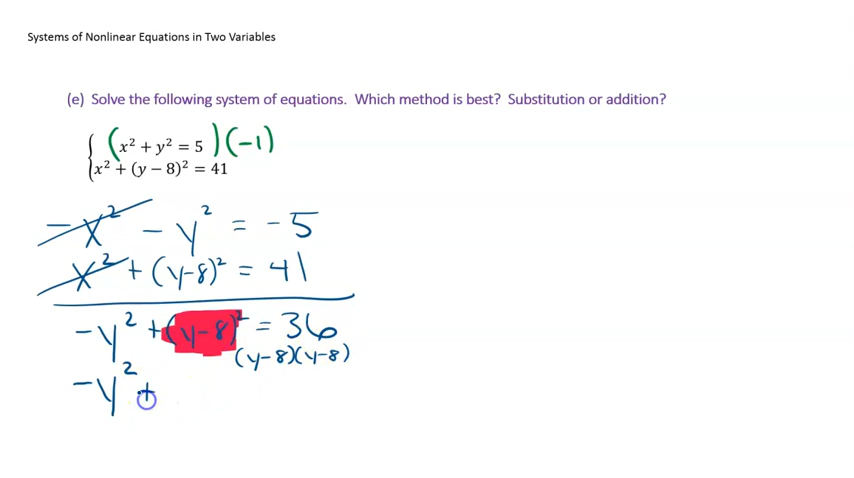 Systems of Nonlinear Equations in Two Variables
(e) Solve the following system of equations. Which method is best? Substitution or addition?
(x² + y² = 5)(-1)
x² + (y − 8)² = 41
-x² - y² = -5
x² + (y-8)² = 41
-y² + (y-8)² = 36
(y-8)(y-8)
-y² +